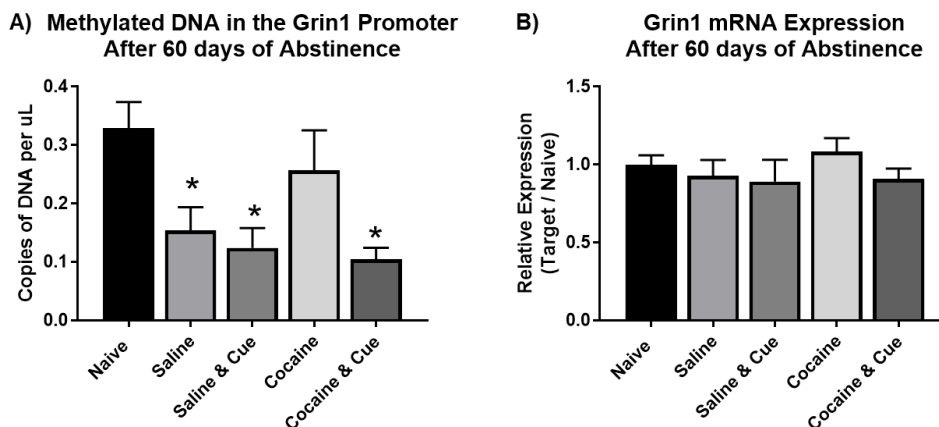 A) Methylated DNA in the Grin1 Promoter
After 60 days of Abstinence
Copies of DNA per uL
0.4
0.3
0.2
0.1
0.0
*
*
*
Naive
Saline
Saline & Cue
Cocaine
Cocaine & Cue
B) Grin1 mRNA Expression
After 60 days of Abstinence
Relative Expression
(Target / Naive)
1.5
1.0
0.5
0.0
Naive
Saline
Saline & Cue
Cocaine
Cocaine & Cue